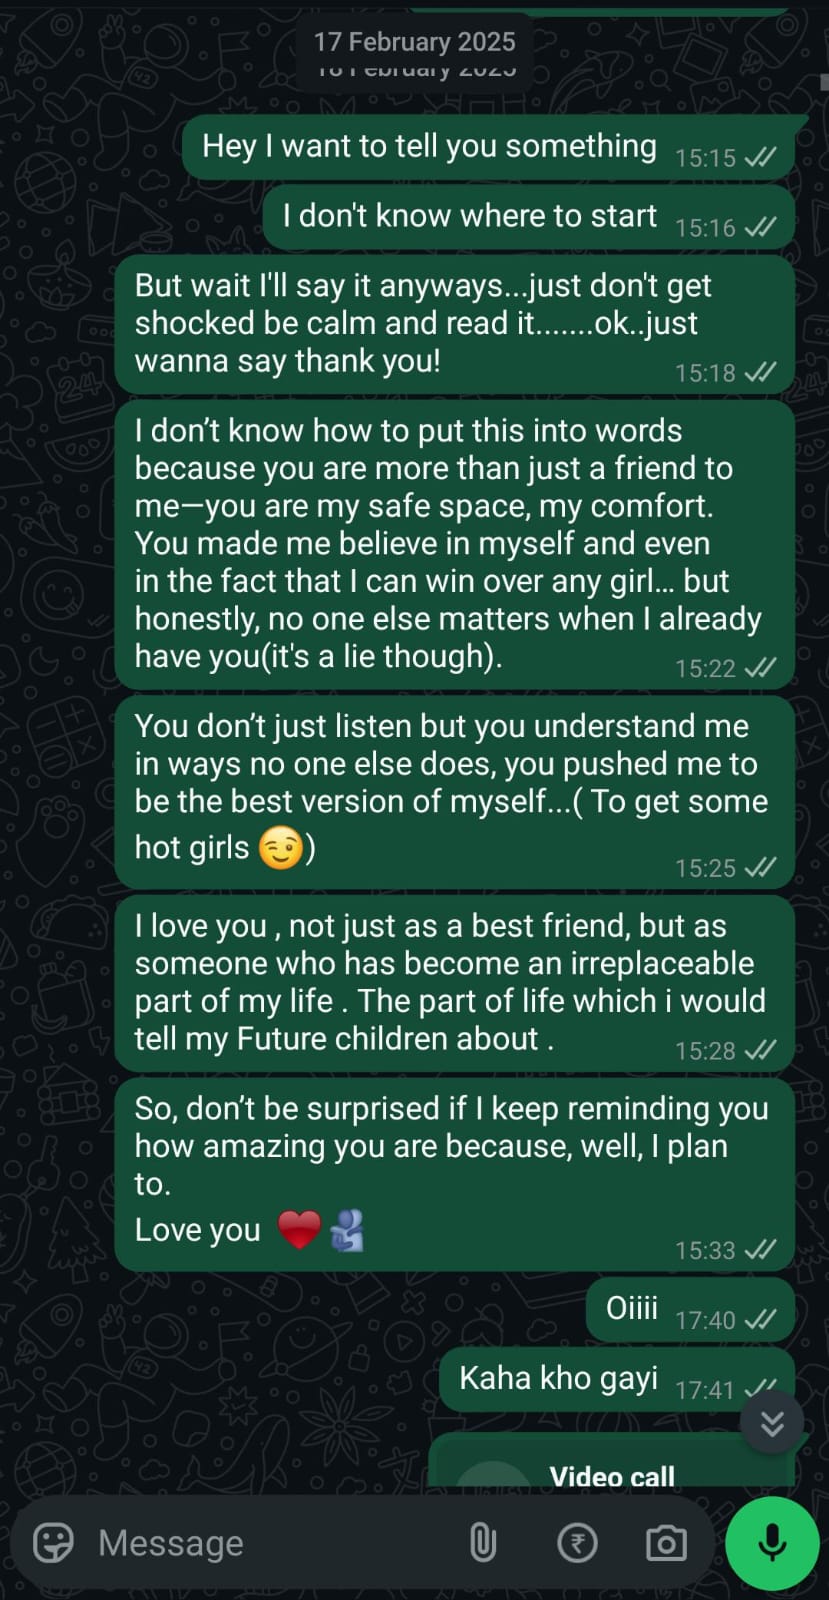 17 February 2025
18 February 2025
Hey I want to tell you something 15:15
I don't know where to start 15:16
But wait I'll say it anyways...just don't get
shocked be calm and read it.......ok..just
wanna say thank you! 15:18
I don’t know how to put this into words
because you are more than just a friend to
me—you are my safe space, my comfort.
You made me believe in myself and even
in the fact that I can win over any girl... but
honestly, no one else matters when I already
have you(it's a lie though). 15:22
You don’t just listen but you understand me
in ways no one else does, you pushed me to
be the best version of myself...( To get some
hot girls 😉) 15:25
I love you , not just as a best friend, but as
someone who has become an irreplaceable
part of my life . The part of life which i would
tell my Future children about . 15:28
So, don’t be surprised if I keep reminding you
how amazing you are because, well, I plan
to.
Love you ❤️🫂 15:33
Oiiii 17:40
Kaha kho gayi 17:41
Video call
Message